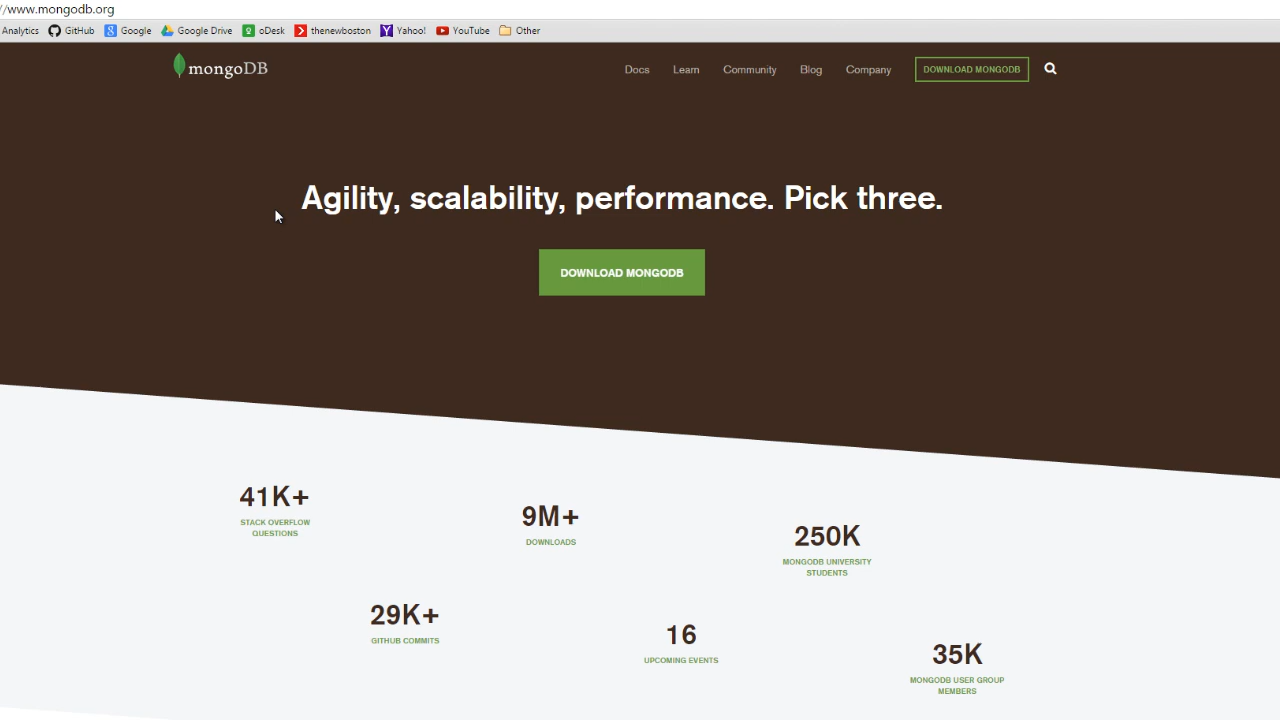 //www.mongodb.org
Analytics GitHub Google Google Drive oDesk thenewboston Yahoo! YouTube Other
mongoDB Docs Learn Community Blog Company DOWNLOAD MONGODB
Agility, scalability, performance. Pick three.
DOWNLOAD MONGODB
41K+
STACK OVERFLOW
QUESTIONS
9M+
DOWNLOADS
250K
MONGODB UNIVERSITY
STUDENTS
29K+
GITHUB COMMITS
16
UPCOMING EVENTS
35K
MONGODB USER GROUP
MEMBERS